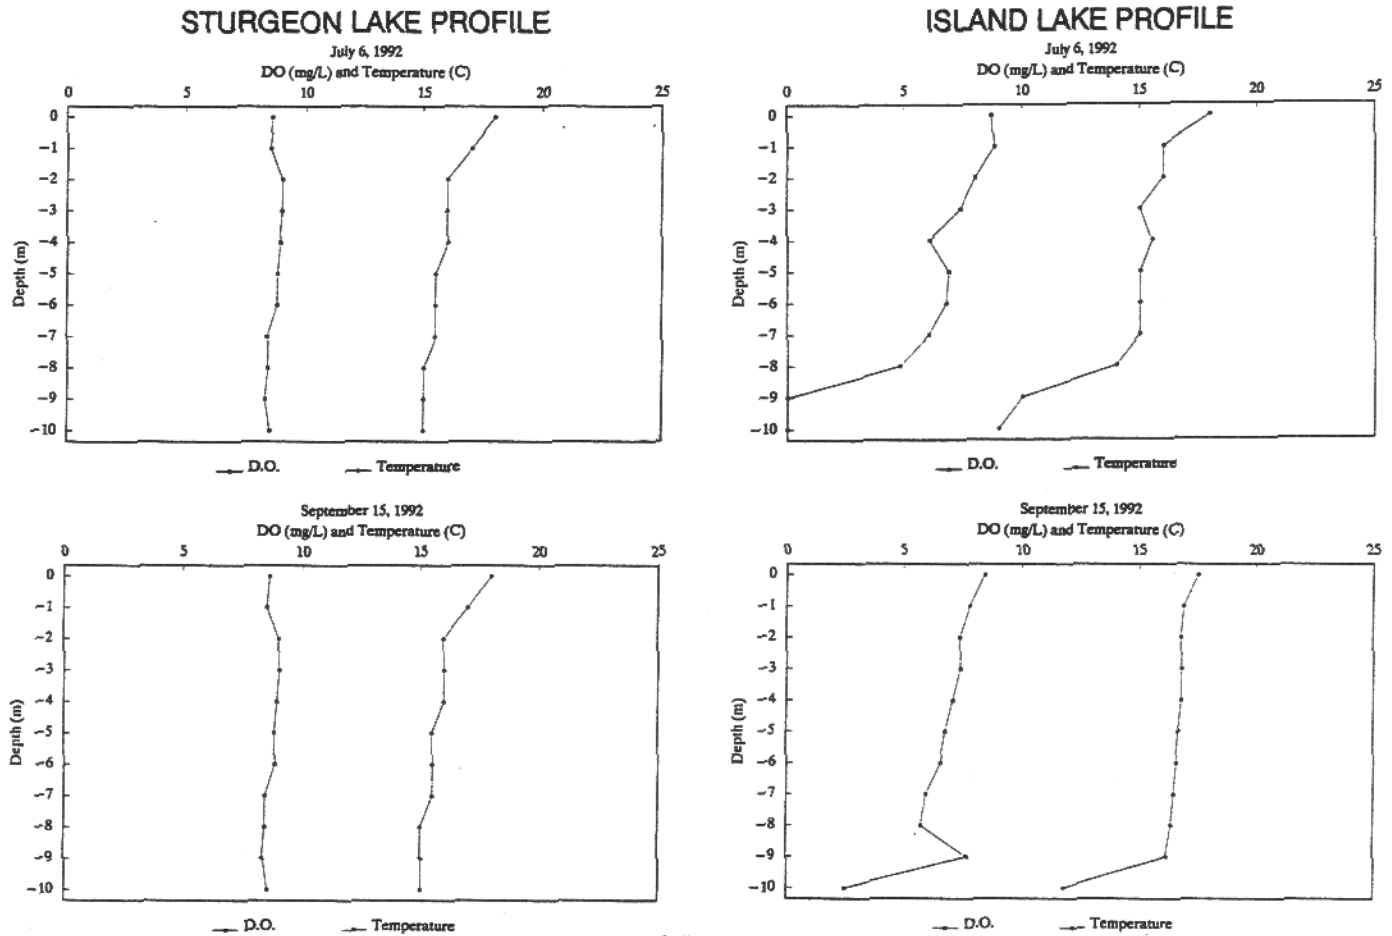 STURGEON LAKE PROFILE
July 6, 1992
DO (mg/L) and Temperature (C)
0 5 10 15 20 25
0
-1
-2
-3
-4
-5
-6
-7
-8
-9
-10
Depth (m)
D.O. Temperature
September 15, 1992
DO (mg/L) and Temperature (C)
0 5 10 15 20 25
0
-1
-2
-3
-4
-5
-6
-7
-8
-9
-10
Depth (m)
D.O. Temperature
ISLAND LAKE PROFILE
July 6, 1992
DO (mg/L) and Temperature (C)
0 5 10 15 20 25
0
-1
-2
-3
-4
-5
-6
-7
-8
-9
-10
Depth (m)
D.O. Temperature
September 15, 1992
DO (mg/L) and Temperature (C)
0 5 10 15 20 25
0
-1
-2
-3
-4
-5
-6
-7
-8
-9
-10
Depth (m)
D.O. Temperature